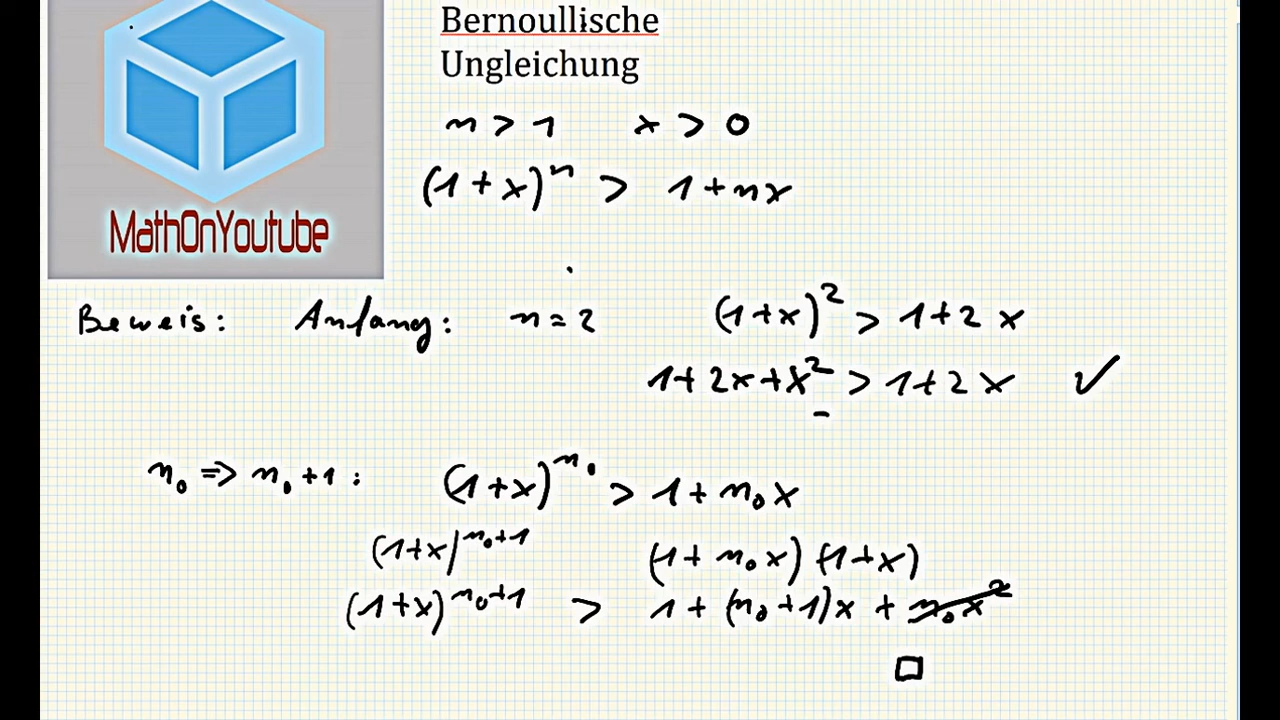 Bernoullische
Ungleichung
n > 1 x > 0
(1+x)^n > 1+nx
MathOnYoutube
Beweis: Anfang: n=2 (1+x)^2 > 1+2x
1+2x+x^2 > 1+2x ✓
n₀ ⇒ n₀+1: (1+x)^n₀ > 1+n₀x
(1+x)^n₀+1 (1+n₀x)(1+x)
(1+x)^n₀+1 > 1+(n₀+1)x + n₀x^2
□